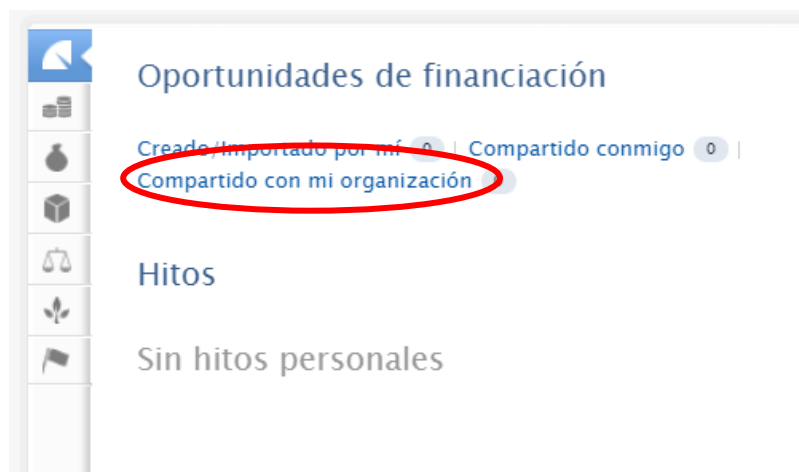 Oportunidades de financiación
Creado/Importado por mí 0 | Compartido conmigo 0 |
Compartido con mi organización
Hitos
Sin hitos personales